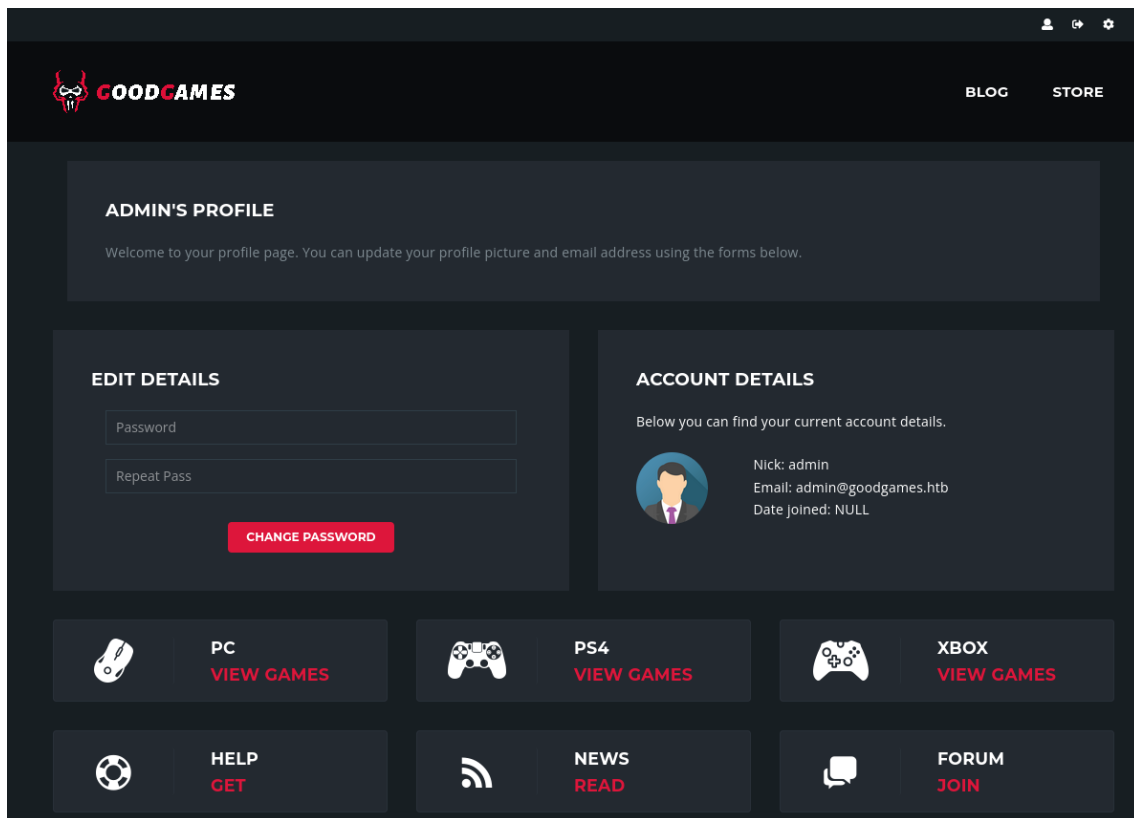 GOODGAMES
BLOG STORE
ADMIN'S PROFILE
Welcome to your profile page. You can update your profile picture and email address using the forms below.
EDIT DETAILS
Password
Repeat Pass
CHANGE PASSWORD
ACCOUNT DETAILS
Below you can find your current account details.
Nick: admin
Email: admin@goodgames.htb
Date joined: NULL
PC
VIEW GAMES
PS4
VIEW GAMES
XBOX
VIEW GAMES
HELP
GET
NEWS
READ
FORUM
JOIN